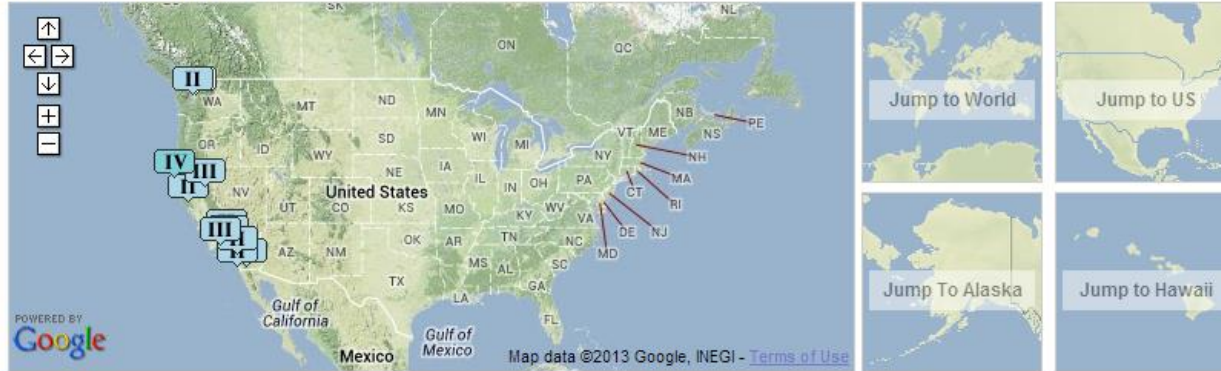 SK
NL
ON
QC
II
WA
MT
ND
MN
NB
PE
VT
ME
NS
OR
ID
SD
WI
MI
NY
NH
IV
III
WY
IA
NE
IL
IN
OH
PA
MA
II
NV
United States
CT
RI
UT
CO
KS
MO
WV
KY
VA
DE
NJ
III
OK
AR
TN
NC
MD
AZ
NM
MS
AL
SC
TX
GA
LA
Gulf of
California
FL
POWERED BY
Google
Gulf of
Mexico
Mexico
Map data ©2013 Google, INEGI - Terms of Use
Jump to World
Jump to US
Jump To Alaska
Jump to Hawaii